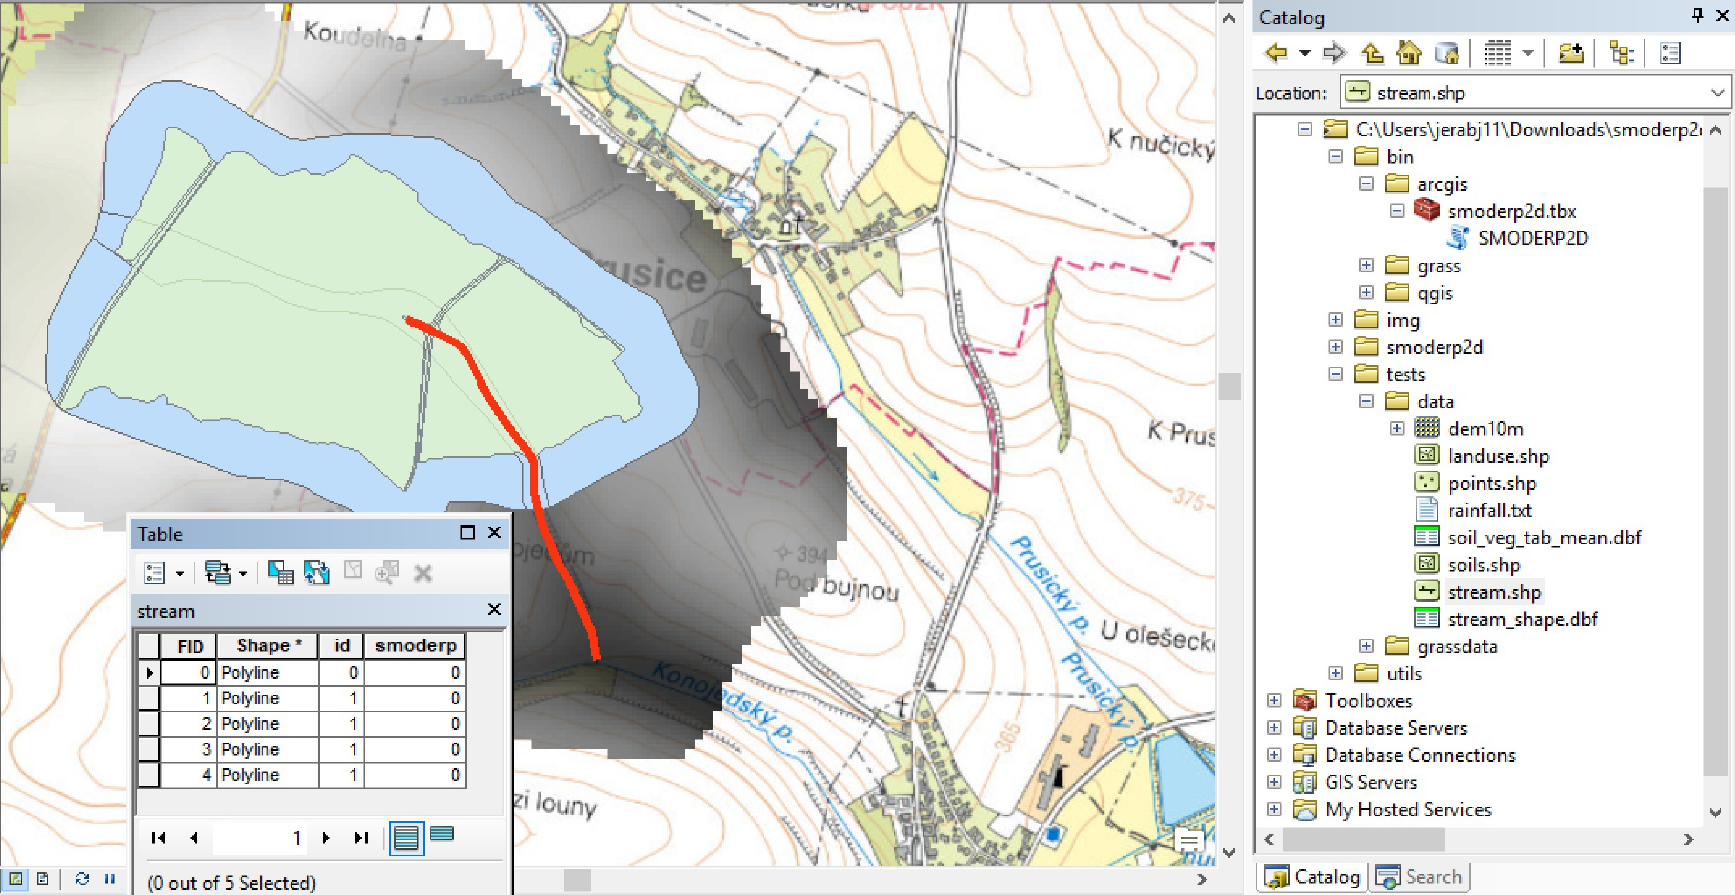 Koudelna
K nučický
Prusice
K Prus
375
394
Pod bujnou
Prusický p.
U olešeck
Prusický p.
Konojedský p.
365
zi louny
Table
stream
FID Shape * id smoderp
0 Polyline 0 0
1 Polyline 1 0
2 Polyline 1 0
3 Polyline 1 0
4 Polyline 1 0
1
(0 out of 5 Selected)
Catalog
Location: stream.shp
C:\Users\jerabj11\Downloads\smoderp2
bin
arcgis
smoderp2d.tbx
SMODERP2D
grass
qgis
img
smoderp2d
tests
data
dem10m
landuse.shp
points.shp
rainfall.txt
soil_veg_tab_mean.dbf
soils.shp
stream.shp
stream_shape.dbf
grassdata
utils
Toolboxes
Database Servers
Database Connections
GIS Servers
My Hosted Services
Catalog Search